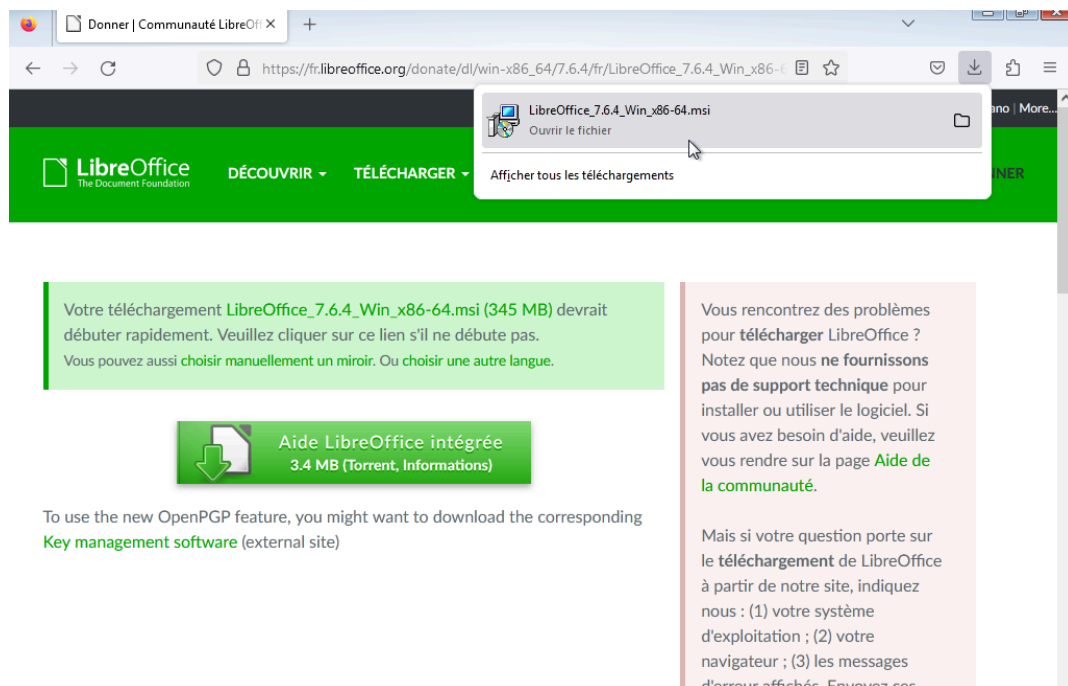 Donner | Communauté LibreOff
https://fr.libreoffice.org/donate/dl/win-x86_64/7.6.4/fr/LibreOffice_7.6.4_Win_x86-6
LibreOffice_7.6.4_Win_x86-64.msi
Ouvrir le fichier
Afficher tous les téléchargements
ano | More...
LibreOffice
The Document Foundation
DÉCOUVRIR
TÉLÉCHARGER
NNER
Votre téléchargement LibreOffice_7.6.4_Win_x86-64.msi (345 MB) devrait
débuter rapidement. Veuillez cliquer sur ce lien s'il ne débute pas.
Vous pouvez aussi choisir manuellement un miroir. Ou choisir une autre langue.
Aide LibreOffice intégrée
3.4 MB (Torrent, Informations)
To use the new OpenPGP feature, you might want to download the corresponding
Key management software (external site)
Vous rencontrez des problèmes
pour télécharger LibreOffice ?
Notez que nous ne fournissons
pas de support technique pour
installer ou utiliser le logiciel. Si
vous avez besoin d'aide, veuillez
vous rendre sur la page Aide de
la communauté.
Mais si votre question porte sur
le téléchargement de LibreOffice
à partir de notre site, indiquez
nous : (1) votre système
d'exploitation ; (2) votre
navigateur ; (3) les messages
d'erreur affichés. Envoyez ces